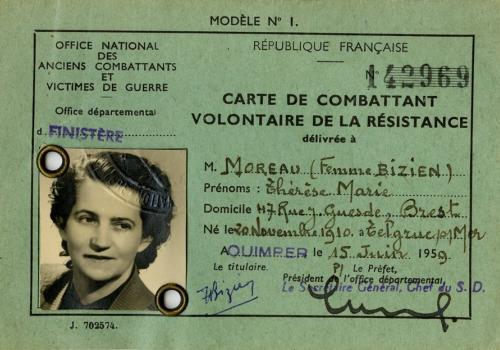 MODÈLE N° 1.
OFFICE NATIONAL
DES
ANCIENS COMBATTANTS
ET
VICTIMES DE GUERRE
Office départemental
d FINISTÈRE
RÉPUBLIQUE FRANÇAISE
N° 142969
CARTE DE COMBATTANT
VOLONTAIRE DE LA RÉSISTANCE
délivrée à
M. MOREAU (Femme BIZIEN)
Prénoms : Thérèse Marie
Domicile 47 Rue J. Guesde, Brest
Né le 20 Novembre 1910 à Telgruc s/ Mer
A QUIMPER le 15 Juin 1959
Le titulaire.
P/ Le Préfet,
Président de l'office départemental,
Le Secrétaire Général, Chef du S. D.
J. 702574.